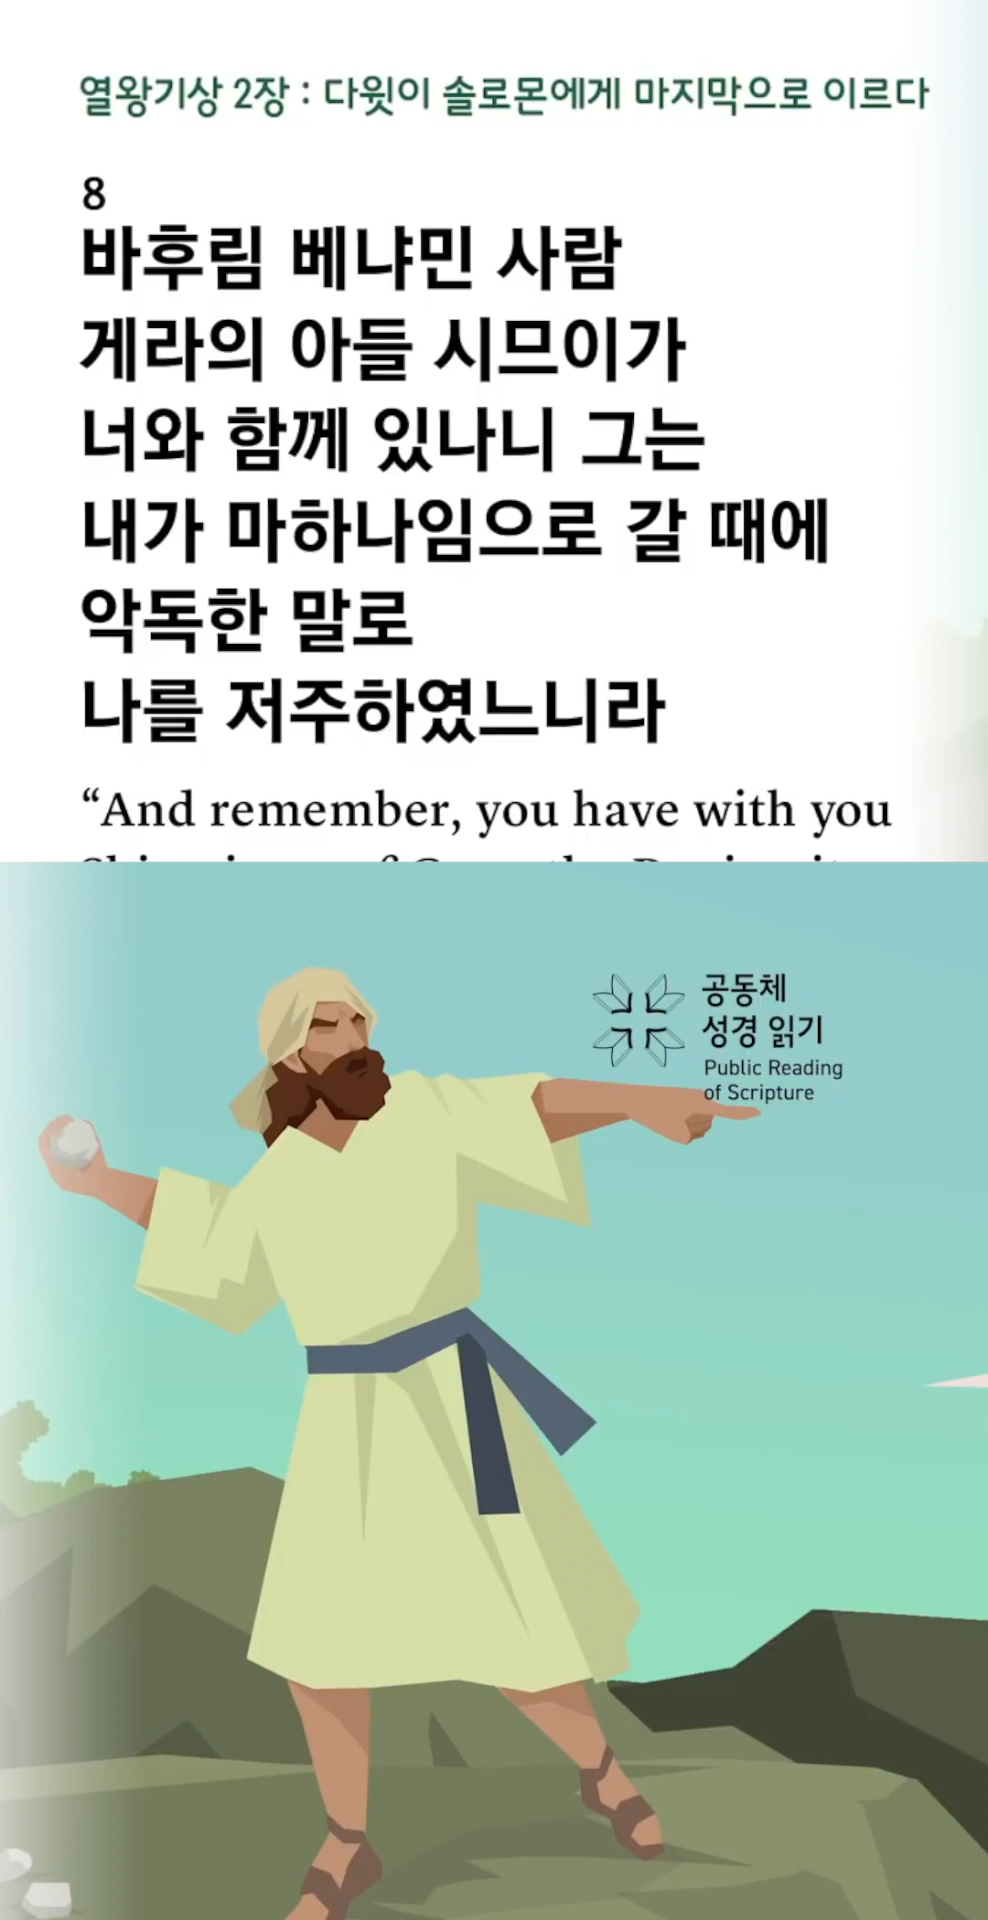 열왕기상 2장 : 다윗이 솔로몬에게 마지막으로 이르다
8
바후림 베냐민 사람
게라의 아들 시므이가
너와 함께 있나니 그는
내가 마하나임으로 갈 때에
악독한 말로
나를 저주하였느니라
“And remember, you have with you
공동체
성경 읽기
Public Reading
of Scripture